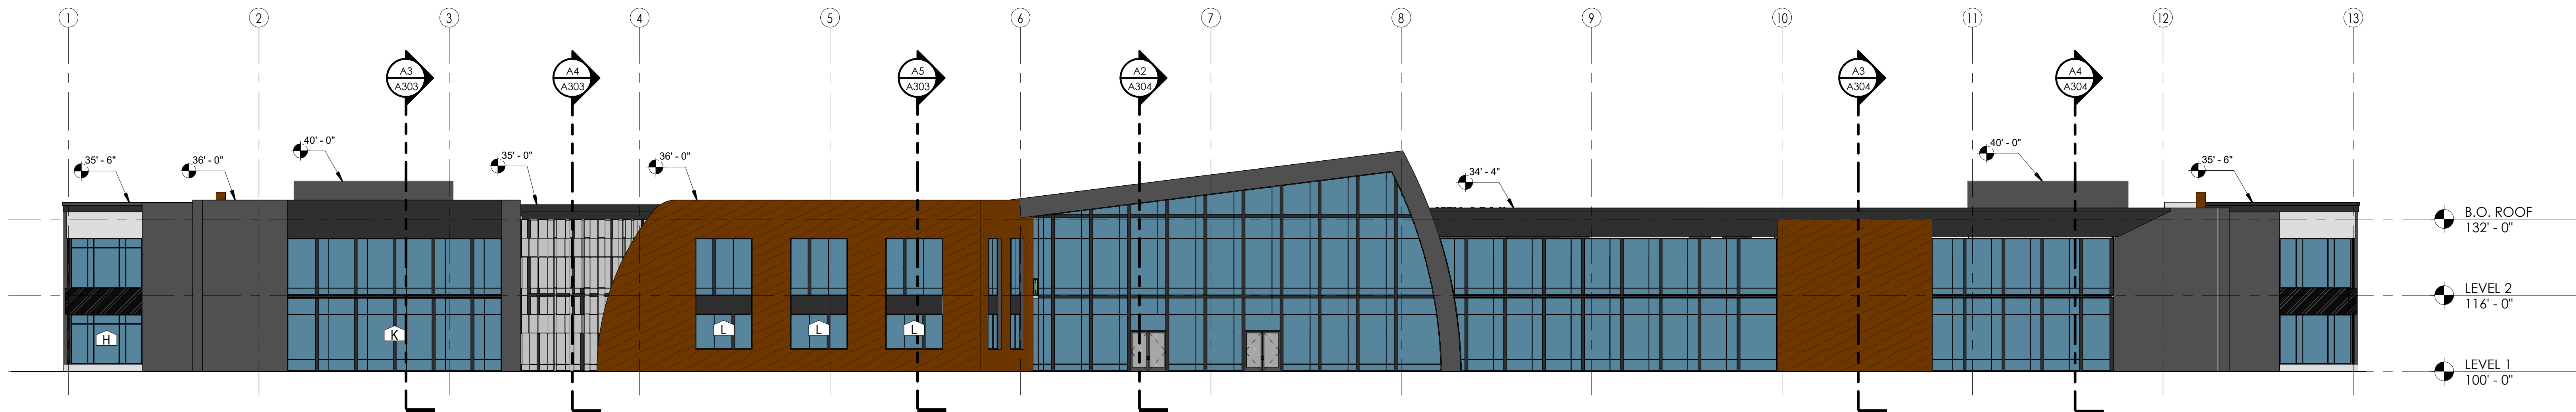 1 2 3 4 5 6 7 8 9 10 11 12 13
A3
A303
A4
A303
A5
A303
A2
A304
A3
A304
A4
A304
35' - 6"
36' - 0"
40' - 0"
35' - 0"
36' - 0"
34' - 4"
40' - 0"
35' - 6"
B.O. ROOF
132' - 0"
LEVEL 2
116' - 0"
LEVEL 1
100' - 0"
H
K
L
L
L